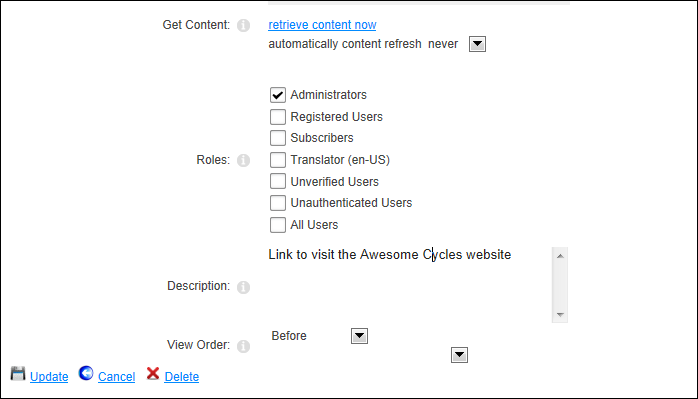 Get Content: retrieve content now
automatically content refresh never
Administrators
Registered Users
Subscribers
Roles: Translator (en-US)
Unverified Users
Unauthenticated Users
All Users
Link to visit the Awesome Cycles website
Description:
Before
View Order:
Update Cancel Delete